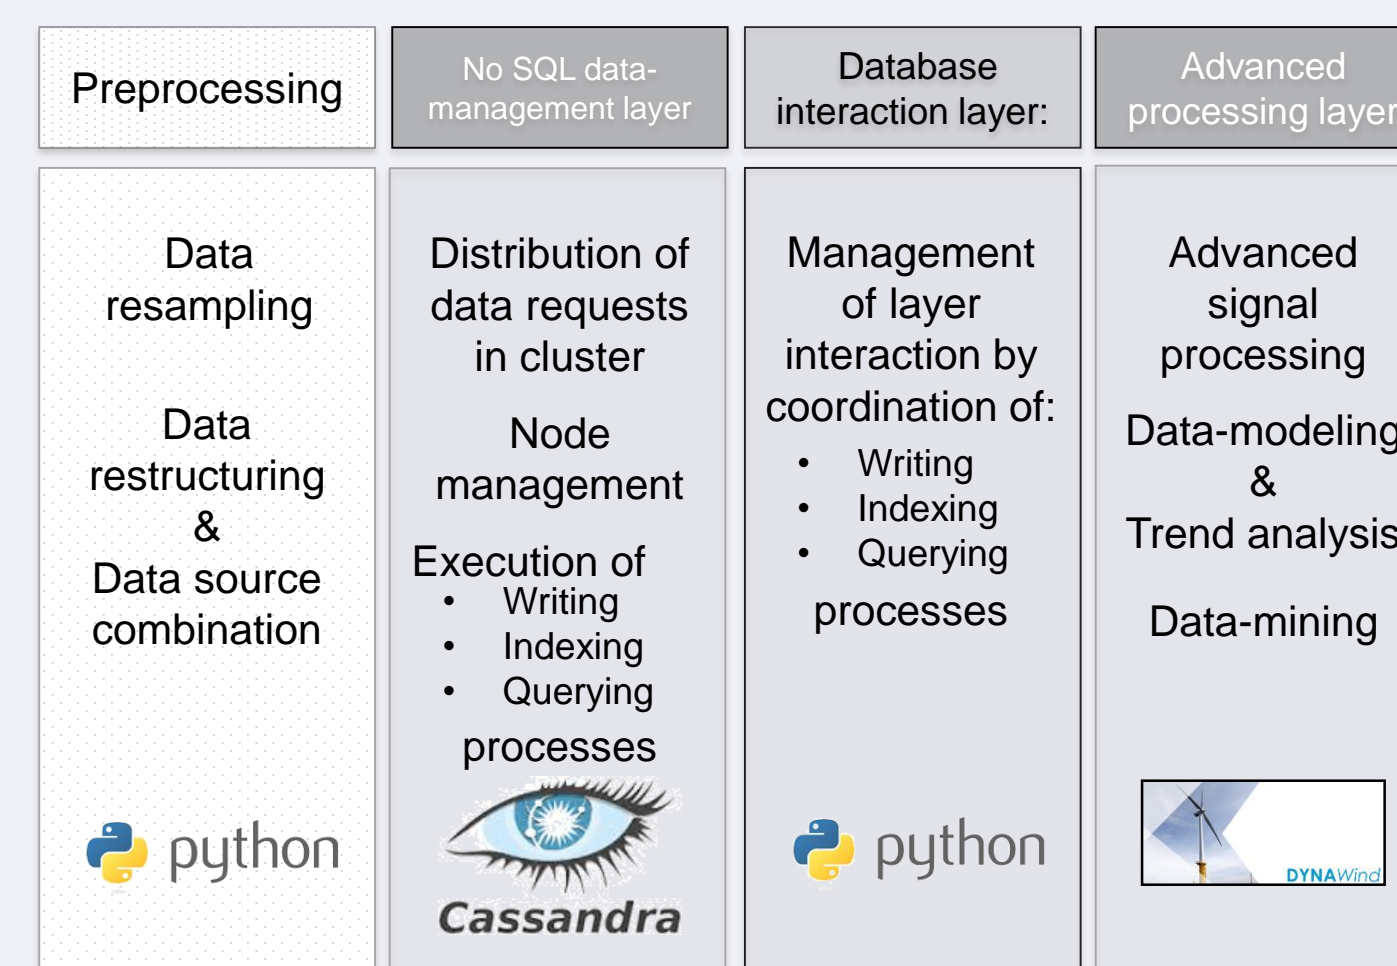 Preprocessing
No SQL data-
management layer
Database
interaction layer:
Advanced
processing layer
Data
resampling
Data
restructuring
&
Data source
combination
python
Distribution of
data requests
in cluster
Node
management
Execution of
• Writing
• Indexing
• Querying
processes
Cassandra
Management
of layer
interaction by
coordination of:
• Writing
• Indexing
• Querying
processes
python
Advanced
signal
processing
Data-modeling
&
Trend analysis
Data-mining
DYNAWind